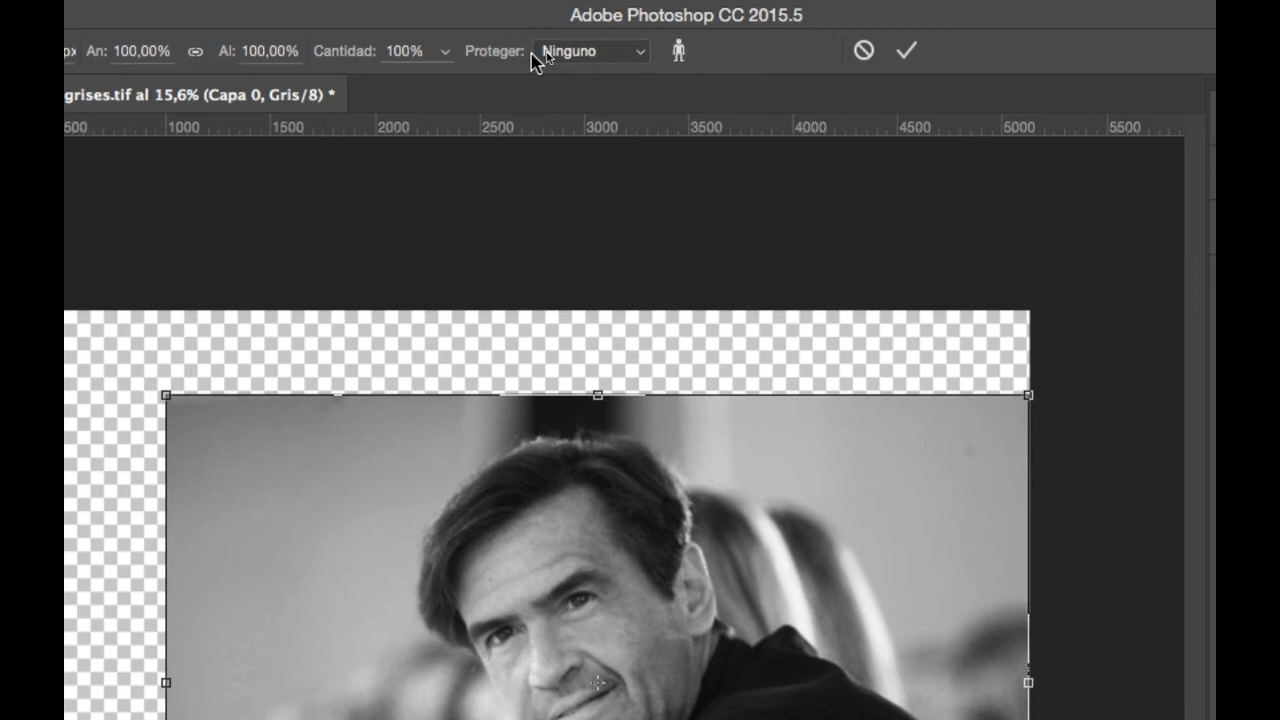 Adobe Photoshop CC 2015.5
An: 100,00% Al: 100,00% Cantidad: 100% Proteger: Ninguno
grises.tif al 15,6% (Capa 0, Gris/8) *
500 1000 1500 2000 2500 3000 3500 4000 4500 5000 5500